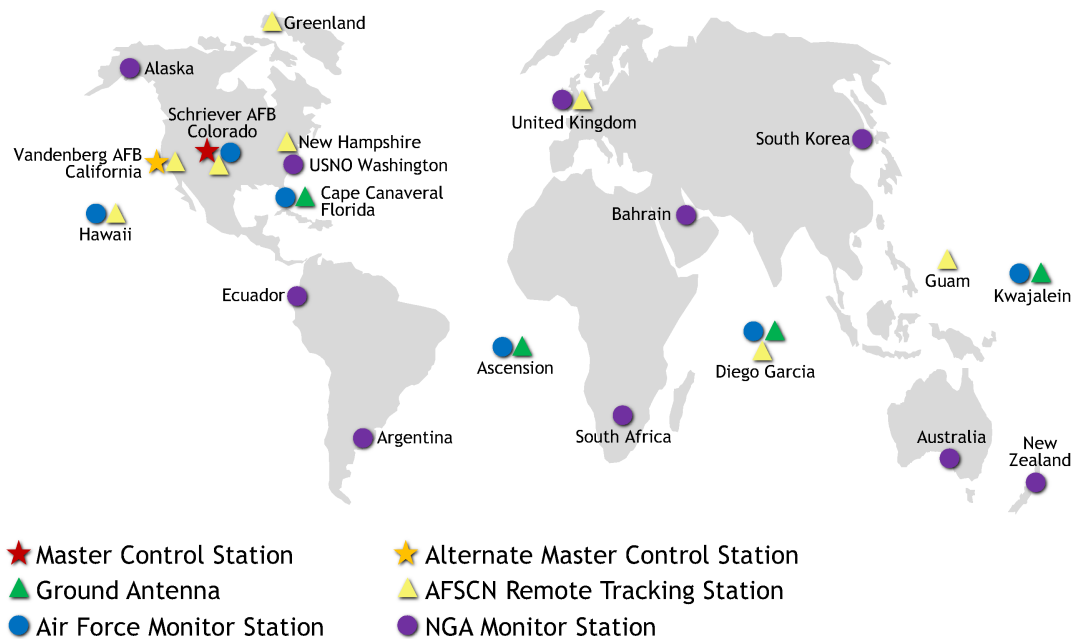 Greenland
Alaska
Schriever AFB
Colorado
New Hampshire
Vandenberg AFB
California
USNO Washington
Cape Canaveral
Florida
Hawaii
United Kingdom
South Korea
Bahrain
Guam
Kwajalein
Ecuador
Ascension
Diego Garcia
Argentina
South Africa
Australia
New
Zealand
Master Control Station
Alternate Master Control Station
Ground Antenna
AFSCN Remote Tracking Station
Air Force Monitor Station
NGA Monitor Station